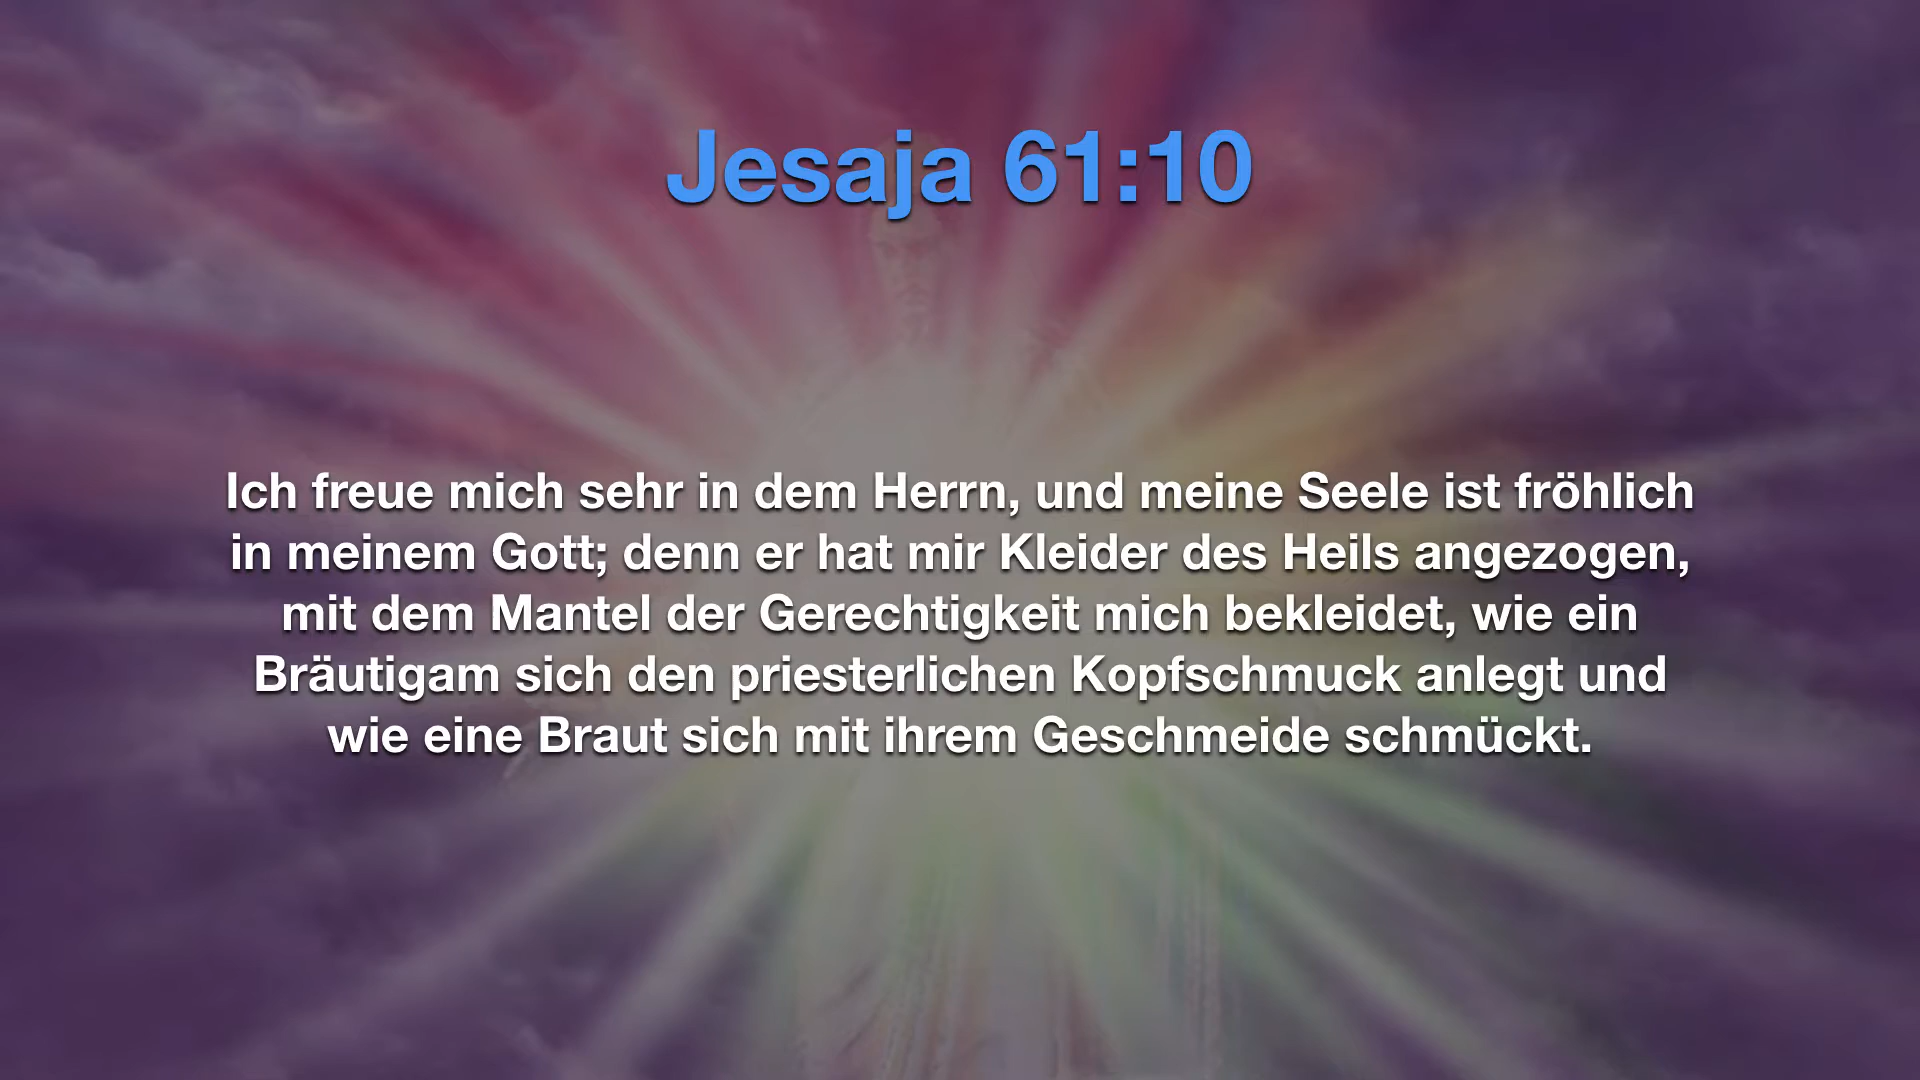 Jesaja 61:10
Ich freue mich sehr in dem Herrn, und meine Seele ist fröhlich
in meinem Gott; denn er hat mir Kleider des Heils angezogen,
mit dem Mantel der Gerechtigkeit mich bekleidet, wie ein
Bräutigam sich den priesterlichen Kopfschmuck anlegt und
wie eine Braut sich mit ihrem Geschmeide schmückt.